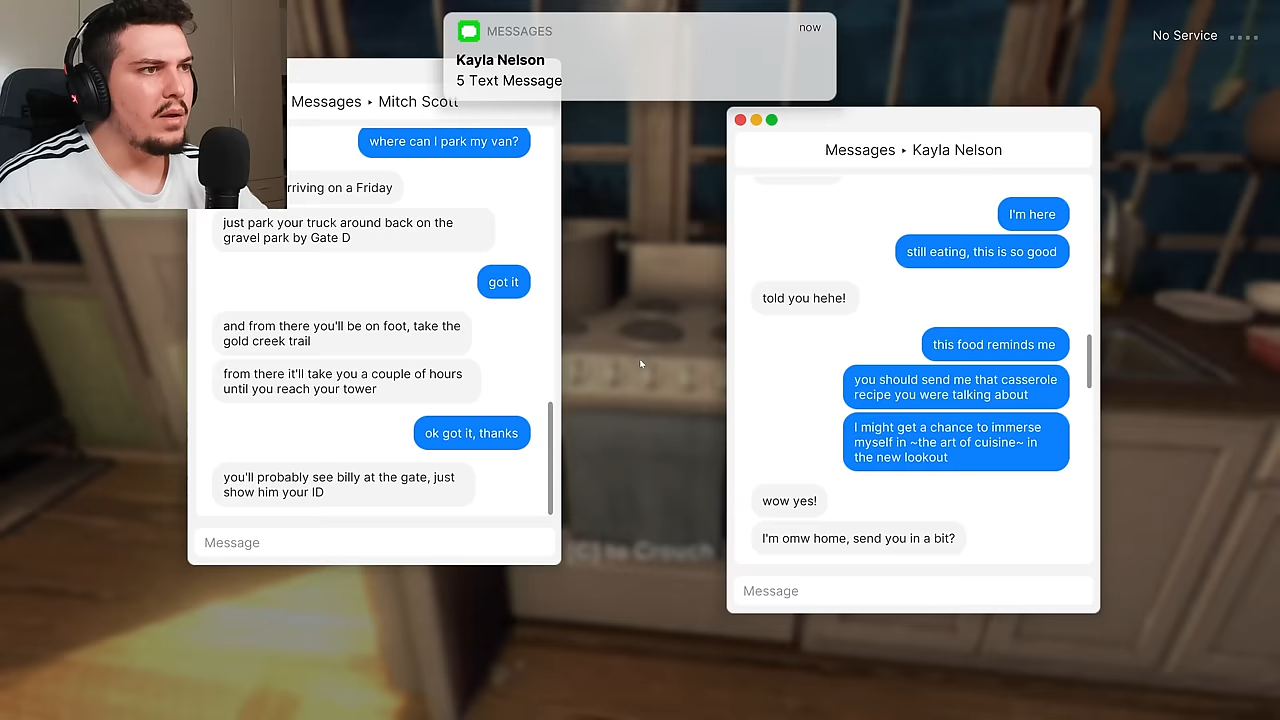 MESSAGES
now
Kayla Nelson
5 Text Message
No Service
Messages ▸ Mitch Scott
where can I park my van?
rriving on a Friday
just park your truck around back on the
gravel park by Gate D
got it
and from there you'll be on foot, take the
gold creek trail
from there it'll take you a couple of hours
until you reach your tower
ok got it, thanks
you'll probably see billy at the gate, just
show him your ID
Message
Messages ▸ Kayla Nelson
I'm here
still eating, this is so good
told you hehe!
this food reminds me
you should send me that casserole
recipe you were talking about
I might get a chance to immerse
myself in ~the art of cuisine~ in
the new lookout
wow yes!
I'm omw home, send you in a bit?
Message
[C] to Crouch